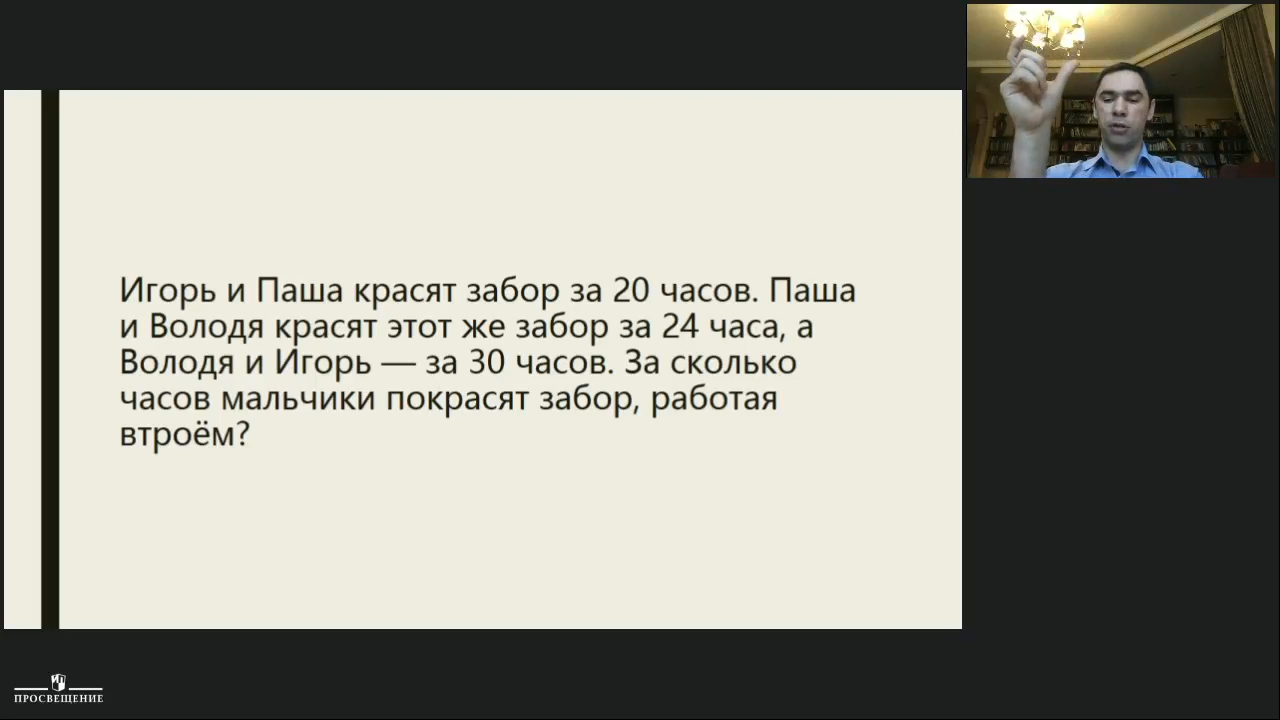 Игорь и Паша красят забор за 20 часов. Паша
и Володя красят этот же забор за 24 часа, а
Володя и Игорь — за 30 часов. За сколько
часов мальчики покрасят забор, работая
втроём?
ПРОСВЕЩЕНИЕ